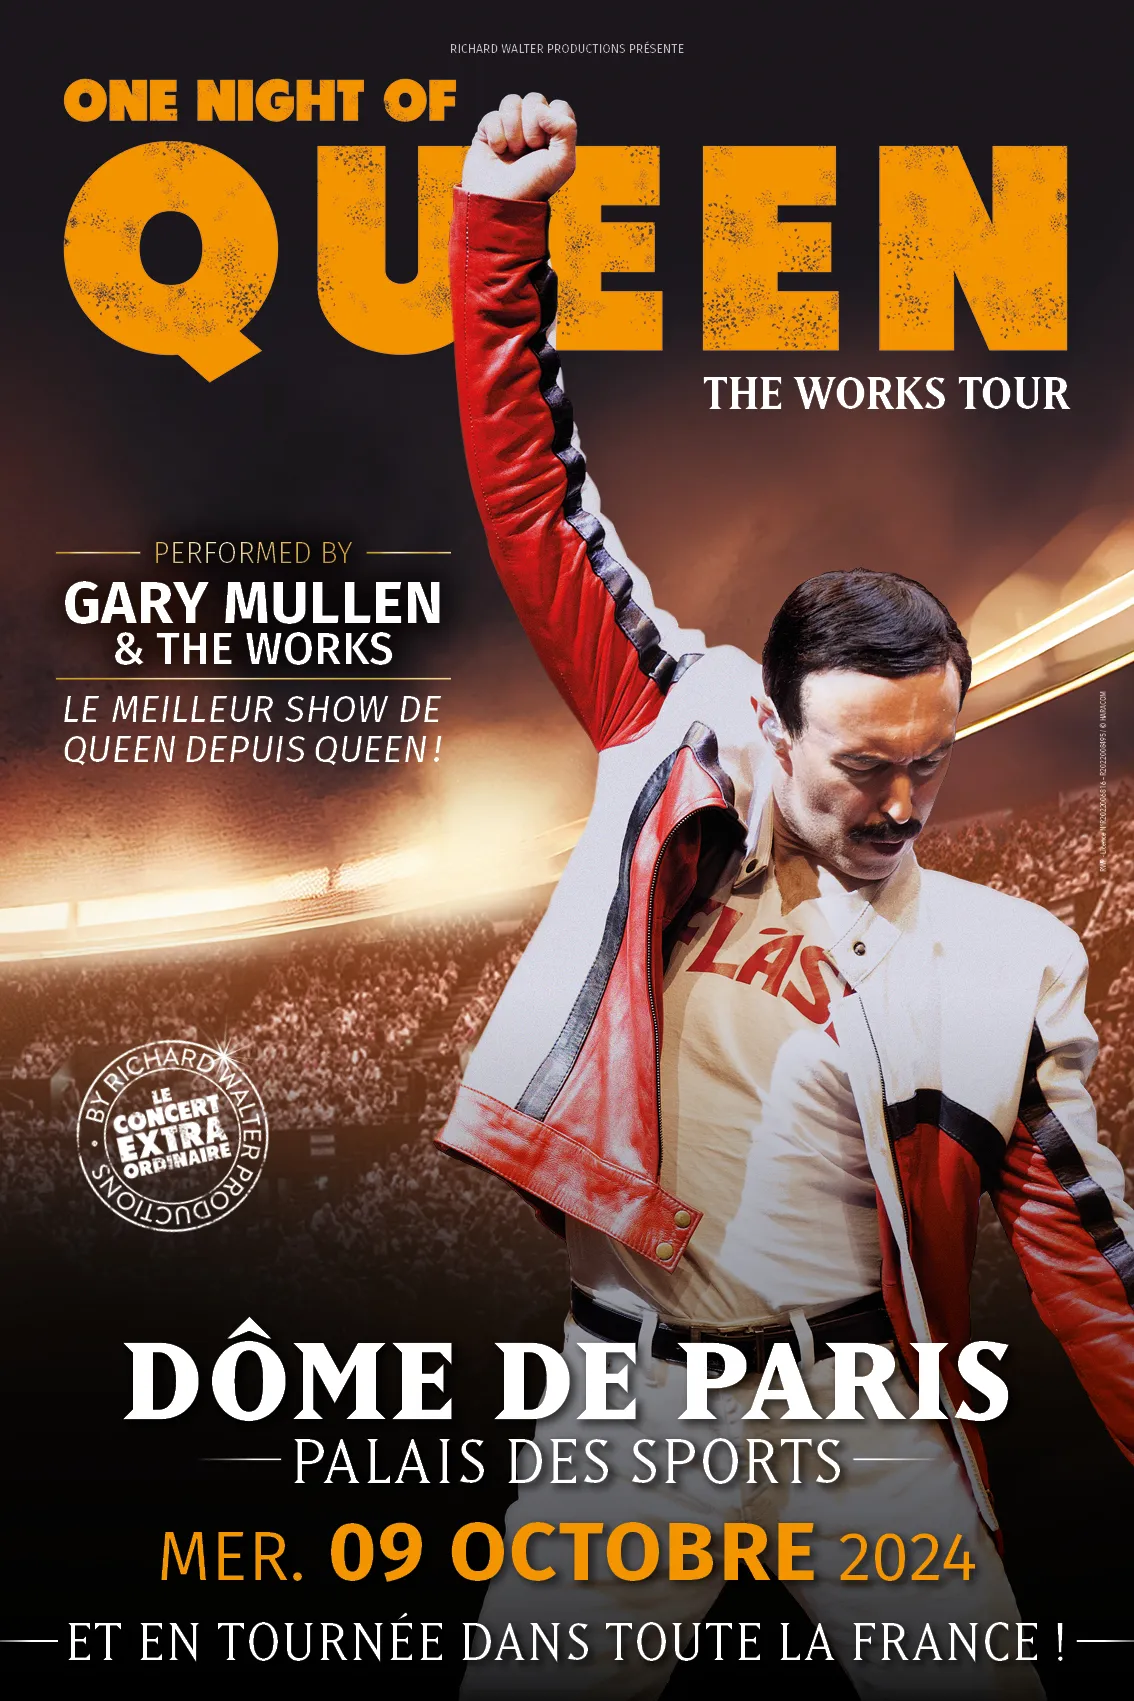 RICHARD WALTER PRODUCTIONS PRÉSENTE
ONE NIGHT OF
QUEEN
THE WORKS TOUR
PERFORMED BY
GARY MULLEN
& THE WORKS
LE MEILLEUR SHOW DE
QUEEN DEPUIS QUEEN !
FLASH
BY RICHARD WALTER PRODUCTIONS
LE
CONCERT
EXTRA
ORDINAIRE
DÔME DE PARIS
PALAIS DES SPORTS
MER. 09 OCTOBRE 2024
ET EN TOURNÉE DANS TOUTE LA FRANCE !